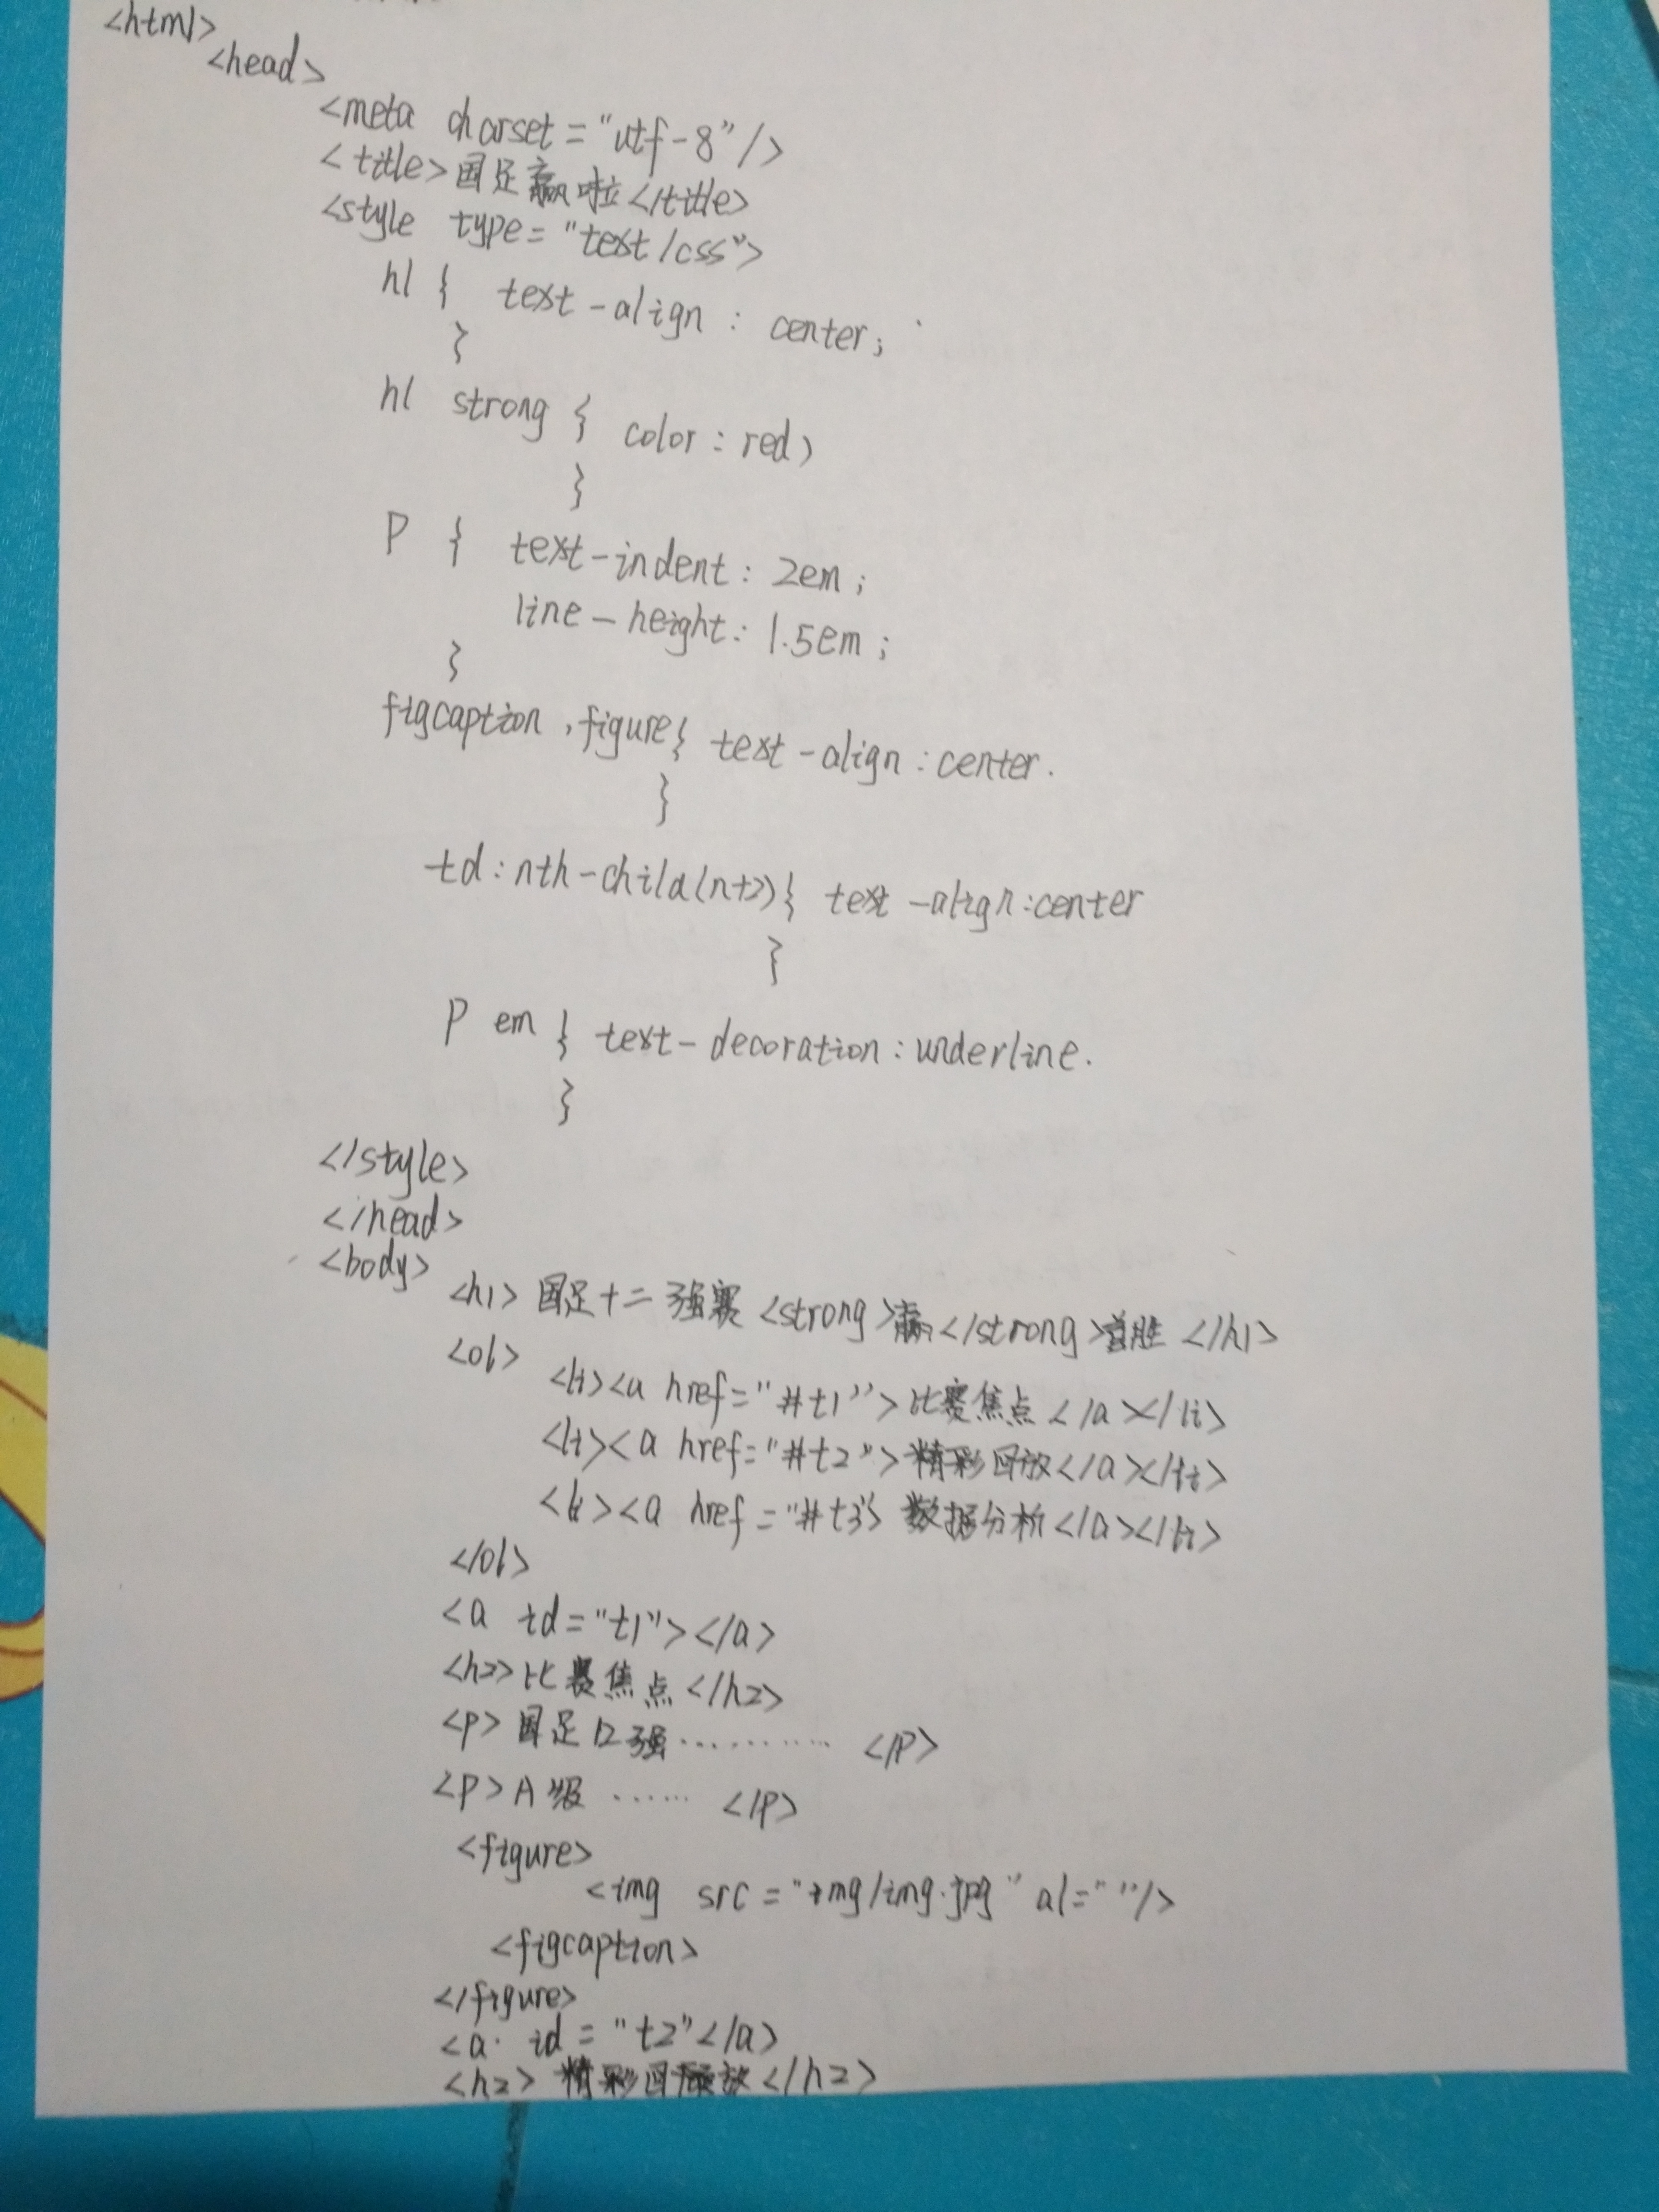 <html>
<head>
<meta charset="utf-8"/>
<title>国足赢啦</title>
<style type="text/css">
h1 { text-align : center;
}
h1 strong { color : red)
}
P { text-indent : 2em ;
line-height : 1.5em ;
}
figcaption , figure{ text-align : center.
}
td : nth-child(n+2){ text-align:center
}
P em { text-decoration : underline.
}
</style>
</head>
<body>
<h1> 国足十二强赛 <strong>赢</strong>首胜 </h1>
<ol>
<li><a href="#t1">比赛焦点</a></li>
<li><a href="#t2">精彩回放</a></li>
<li><a href="#t3> 数据分析</a></li>
</ol>
<a id="t1"></a>
<h2>比赛焦点</h2>
<p>国足12强………… </p>
<p>A级 …… </p>
<figure>
<img src="img/img.jpg" al=""/>
<figcaption>
</figure>
<a id="t2"</a>
<h2>精彩回放</h2>